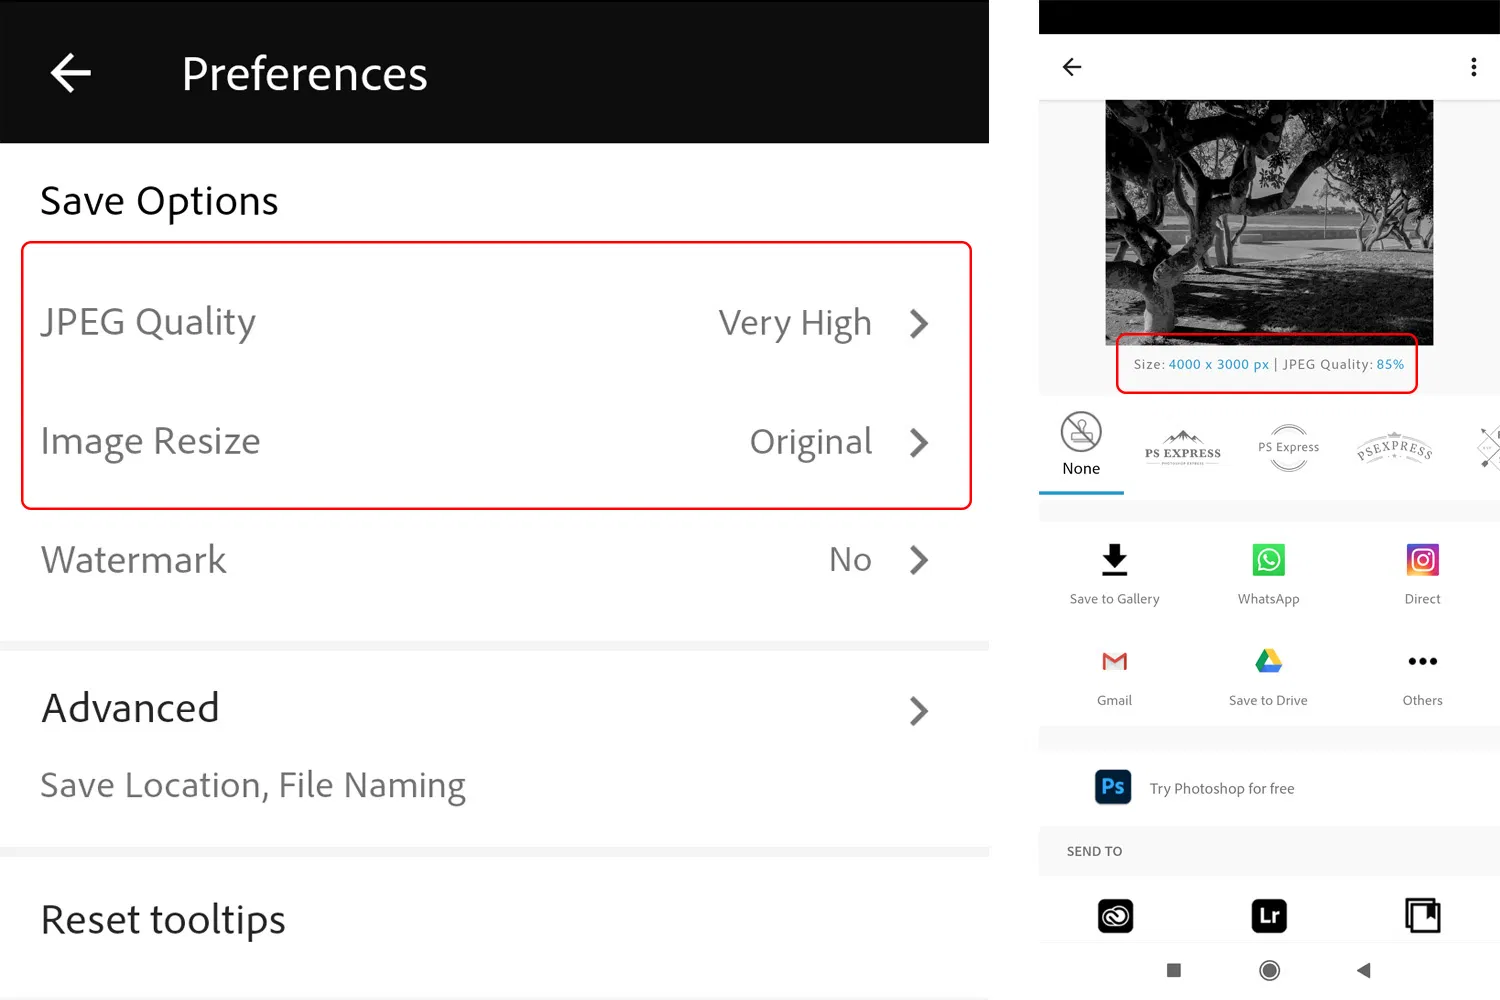 Preferences
Save Options
JPEG Quality Very High
Image Resize Original
Watermark No
Advanced
Save Location, File Naming
Reset tooltips
Size: 4000 x 3000 px | JPEG Quality: 85%
None
PS EXPRESS
PS Express
PSEXPRESS
Save to Gallery WhatsApp Direct
Gmail Save to Drive Others
Ps Try Photoshop for free
SEND TO
Lr